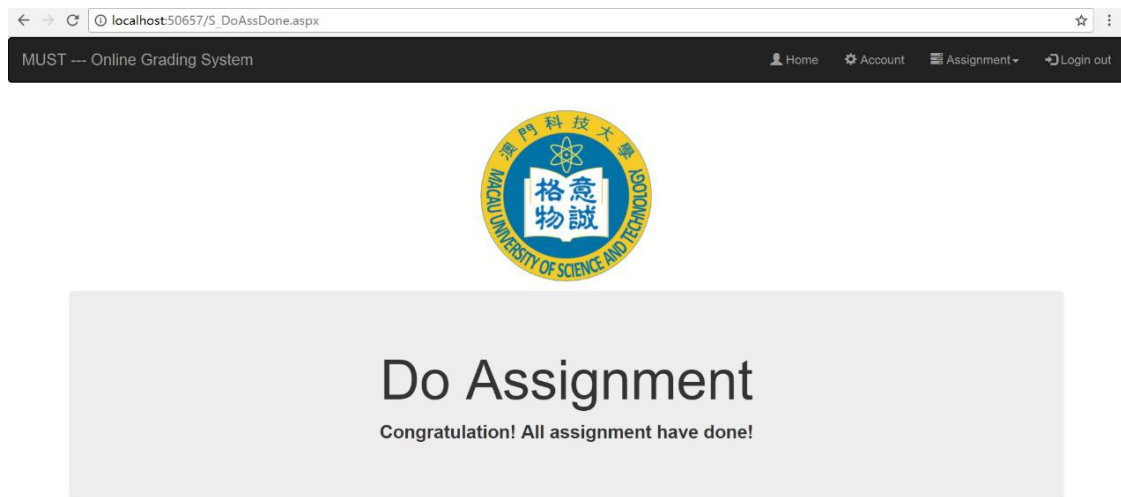 localhost:50657/S_DoAssDone.aspx
MUST --- Online Grading System
Home
Account
Assignment
Login out
澳門科技大學
格意
物誠
MACAU UNIVERSITY OF SCIENCE AND TECHNOLOGY
Do Assignment
Congratulation! All assignment have done!